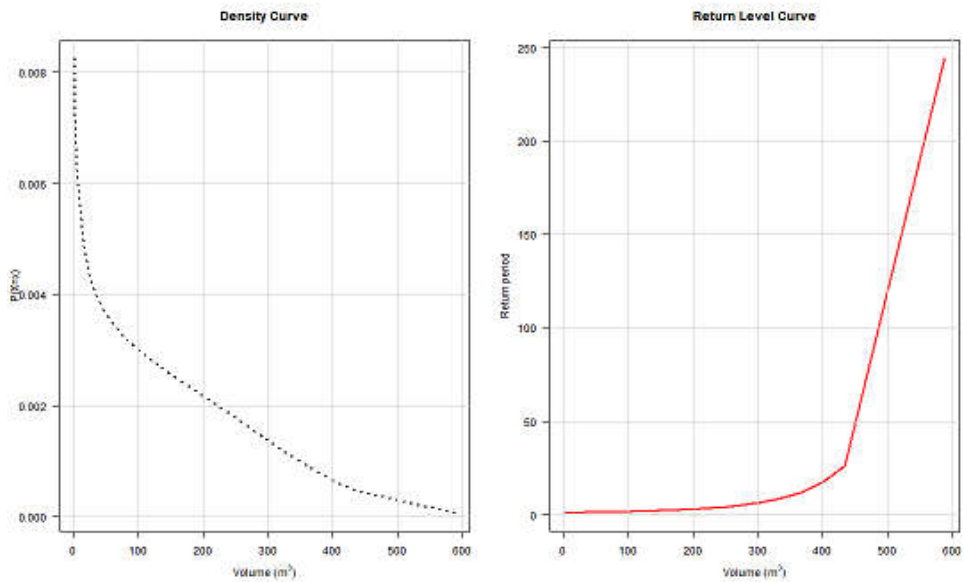 Density Curve
P(X=x)
0.008
0.006
0.004
0.002
0.000
0 100 200 300 400 500 600
Volume (m³)
Return Level Curve
Return period
250
200
150
100
50
0
0 100 200 300 400 500 600
Volume (m³)